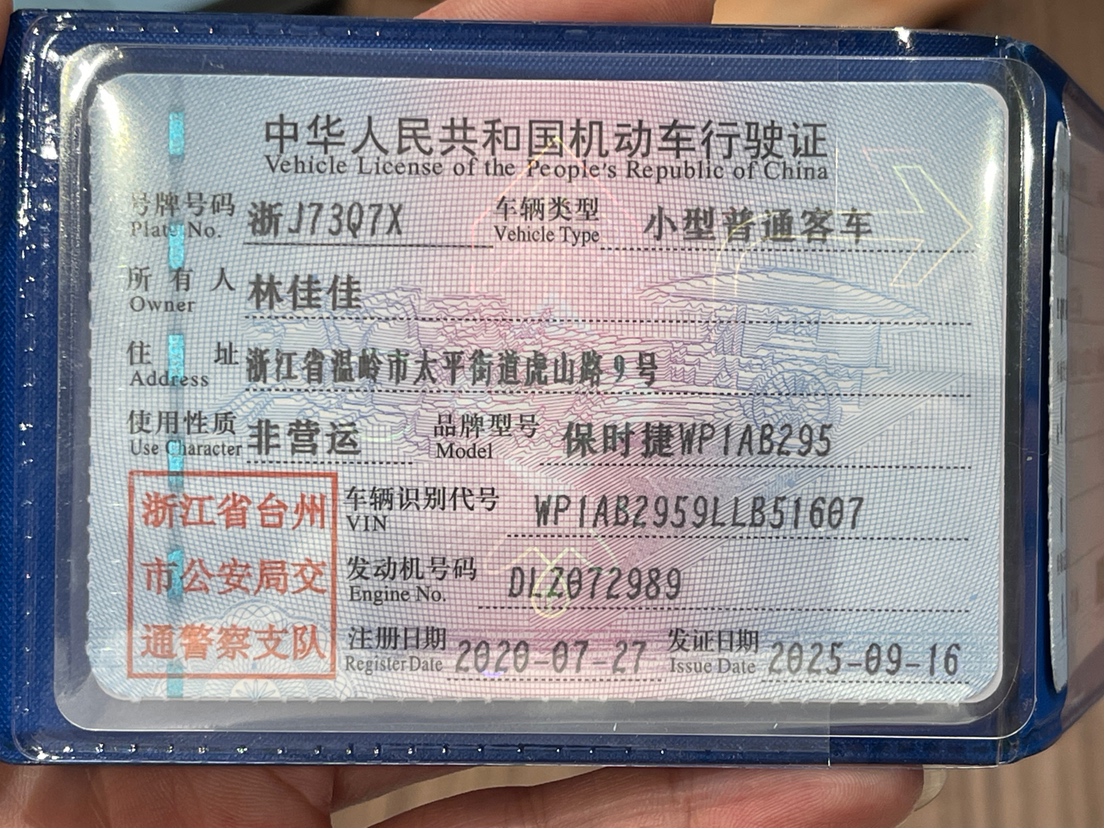 中华人民共和国机动车行驶证
Vehicle License of the People's Republic of China
号牌号码 浙J73Q7X 车辆类型 小型普通客车
Plate No. Vehicle Type
所有人 林佳佳
Owner
住址 浙江省温岭市太平街道虎山路9号
Address
使用性质 非营运 品牌型号 保时捷WP1AB295
Use Character Model
浙江省台州
市公安局交
通警察支队
车辆识别代号 WP1AB2959LLB51607
VIN
发动机号码 DLZ072989
Engine No.
注册日期 2020-07-27 发证日期 2025-09-16
Register Date Issue Date